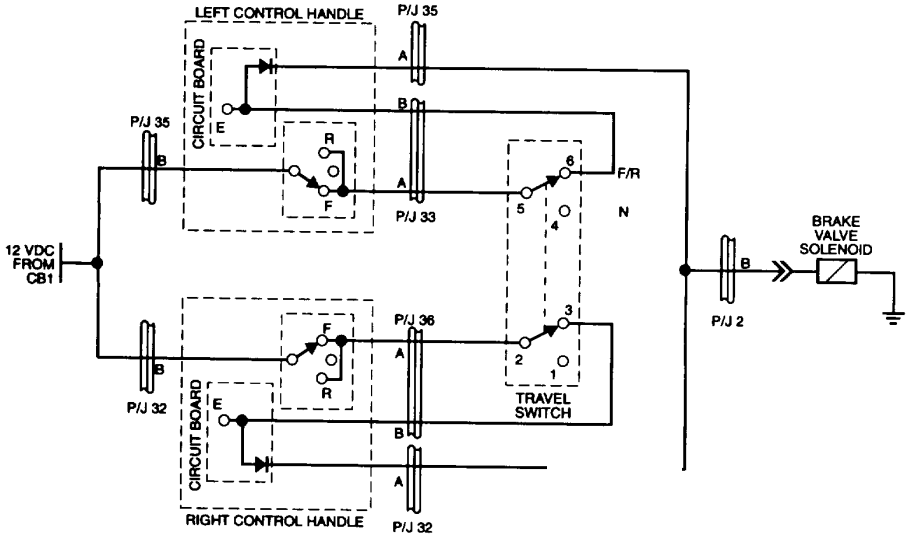 LEFT CONTROL HANDLE
P/J 35
CIRCUIT BOARD
A
E
B
P/J 35
B
R
F
A
P/J 33
6
F/R
5
4
N
12 VDC
FROM
CB1
BRAKE
VALVE
SOLENOID
B
P/J 2
P/J 36
F
A
3
2
1
B
P/J 32
R
TRAVEL
SWITCH
CIRCUIT BOARD
E
B
A
RIGHT CONTROL HANDLE
P/J 32